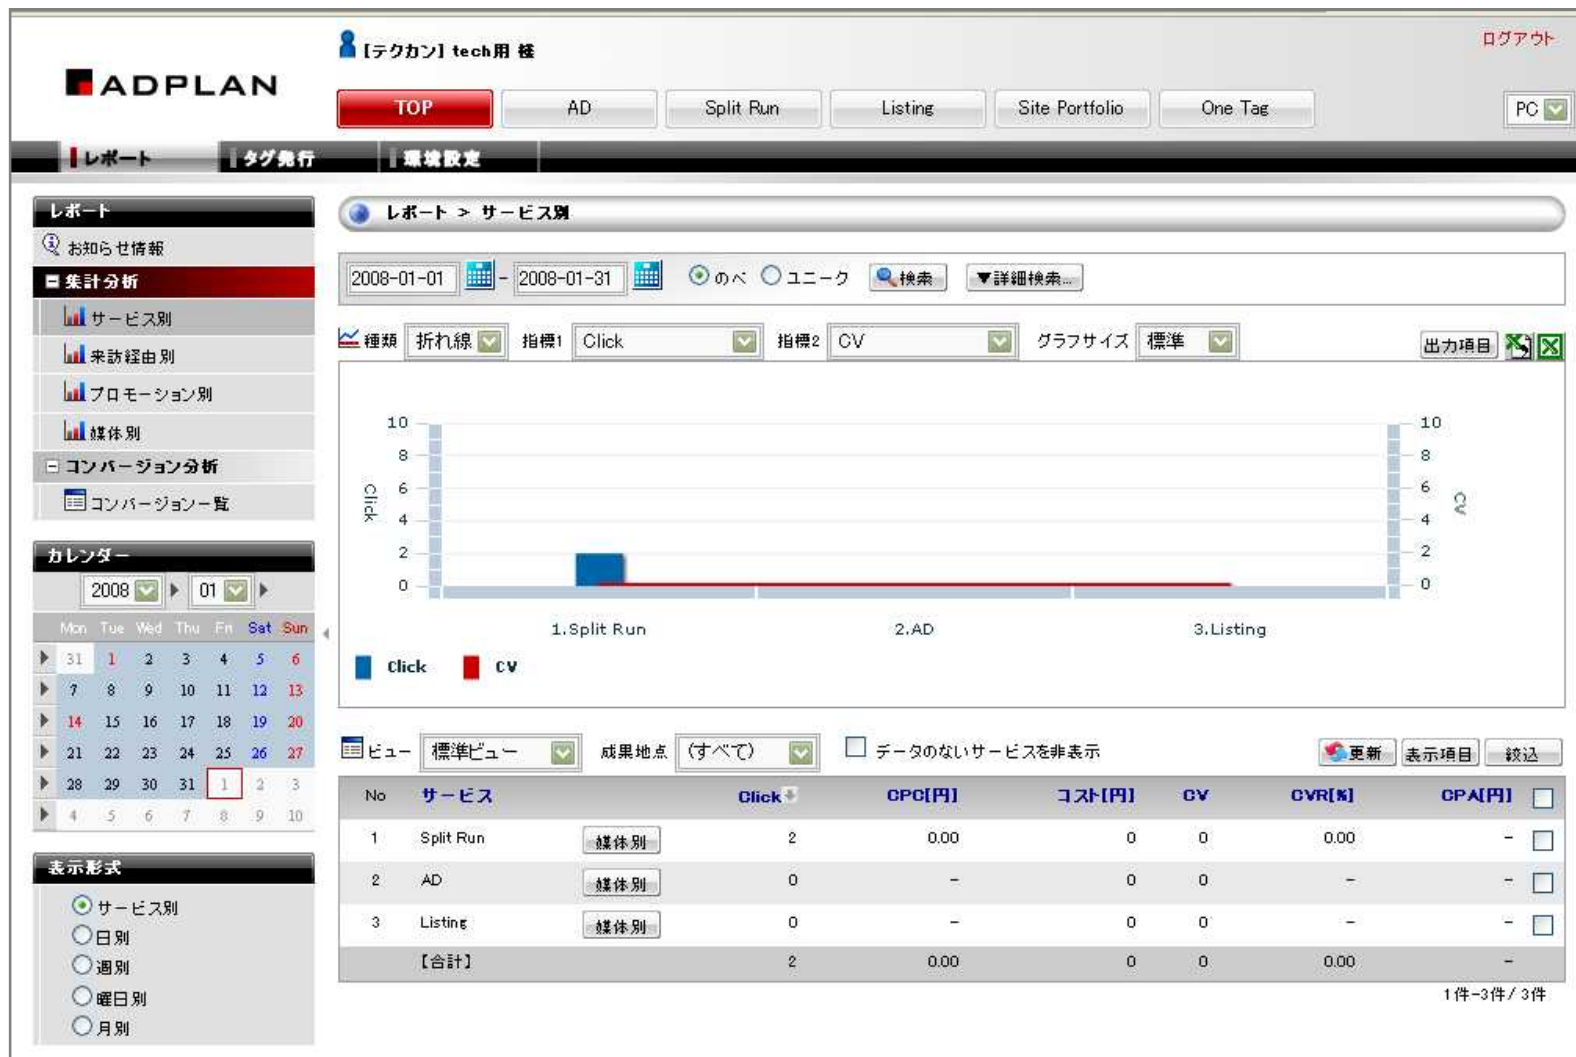 [テクカン] tech用 様
ログアウト
ADPLAN
TOP AD Split Run Listing Site Portfolio One Tag PC
レポート タグ発行 環境設定
レポート
お知らせ情報
集計分析
サービス別
来訪経由別
プロモーション別
媒体別
コンバージョン分析
コンバージョン一覧
カレンダー
2008 01
Mon Tue Wed Thu Fri Sat Sun
31 1 2 3 4 5 6
7 8 9 10 11 12 13
14 15 16 17 18 19 20
21 22 23 24 25 26 27
28 29 30 31 1 2 3
4 5 6 7 8 9 10
表示形式
サービス別
日別
週別
曜日別
月別
レポート > サービス別
2008-01-01 - 2008-01-31 のべ ユニーク 検索 ▼詳細検索...
種類 折れ線 指標1 Click 指標2 CV グラフサイズ 標準 出力項目
10 10
8 8
6 6
4 4
2 2
0 0
Click
CV
1.Split Run 2.AD 3.Listing
Click CV
ビュー 標準ビュー 成果地点 (すべて) データのないサービスを非表示 更新 表示項目 絞込
No サービス Click CPC[円] コスト[円] CV CVR[%] CPA[円]
1 Split Run 媒体別 2 0.00 0 0 0.00 -
2 AD 媒体別 0 - 0 0 - -
3 Listing 媒体別 0 - 0 0 - -
【合計】 2 0.00 0 0 0.00 -
1件-3件/ 3件